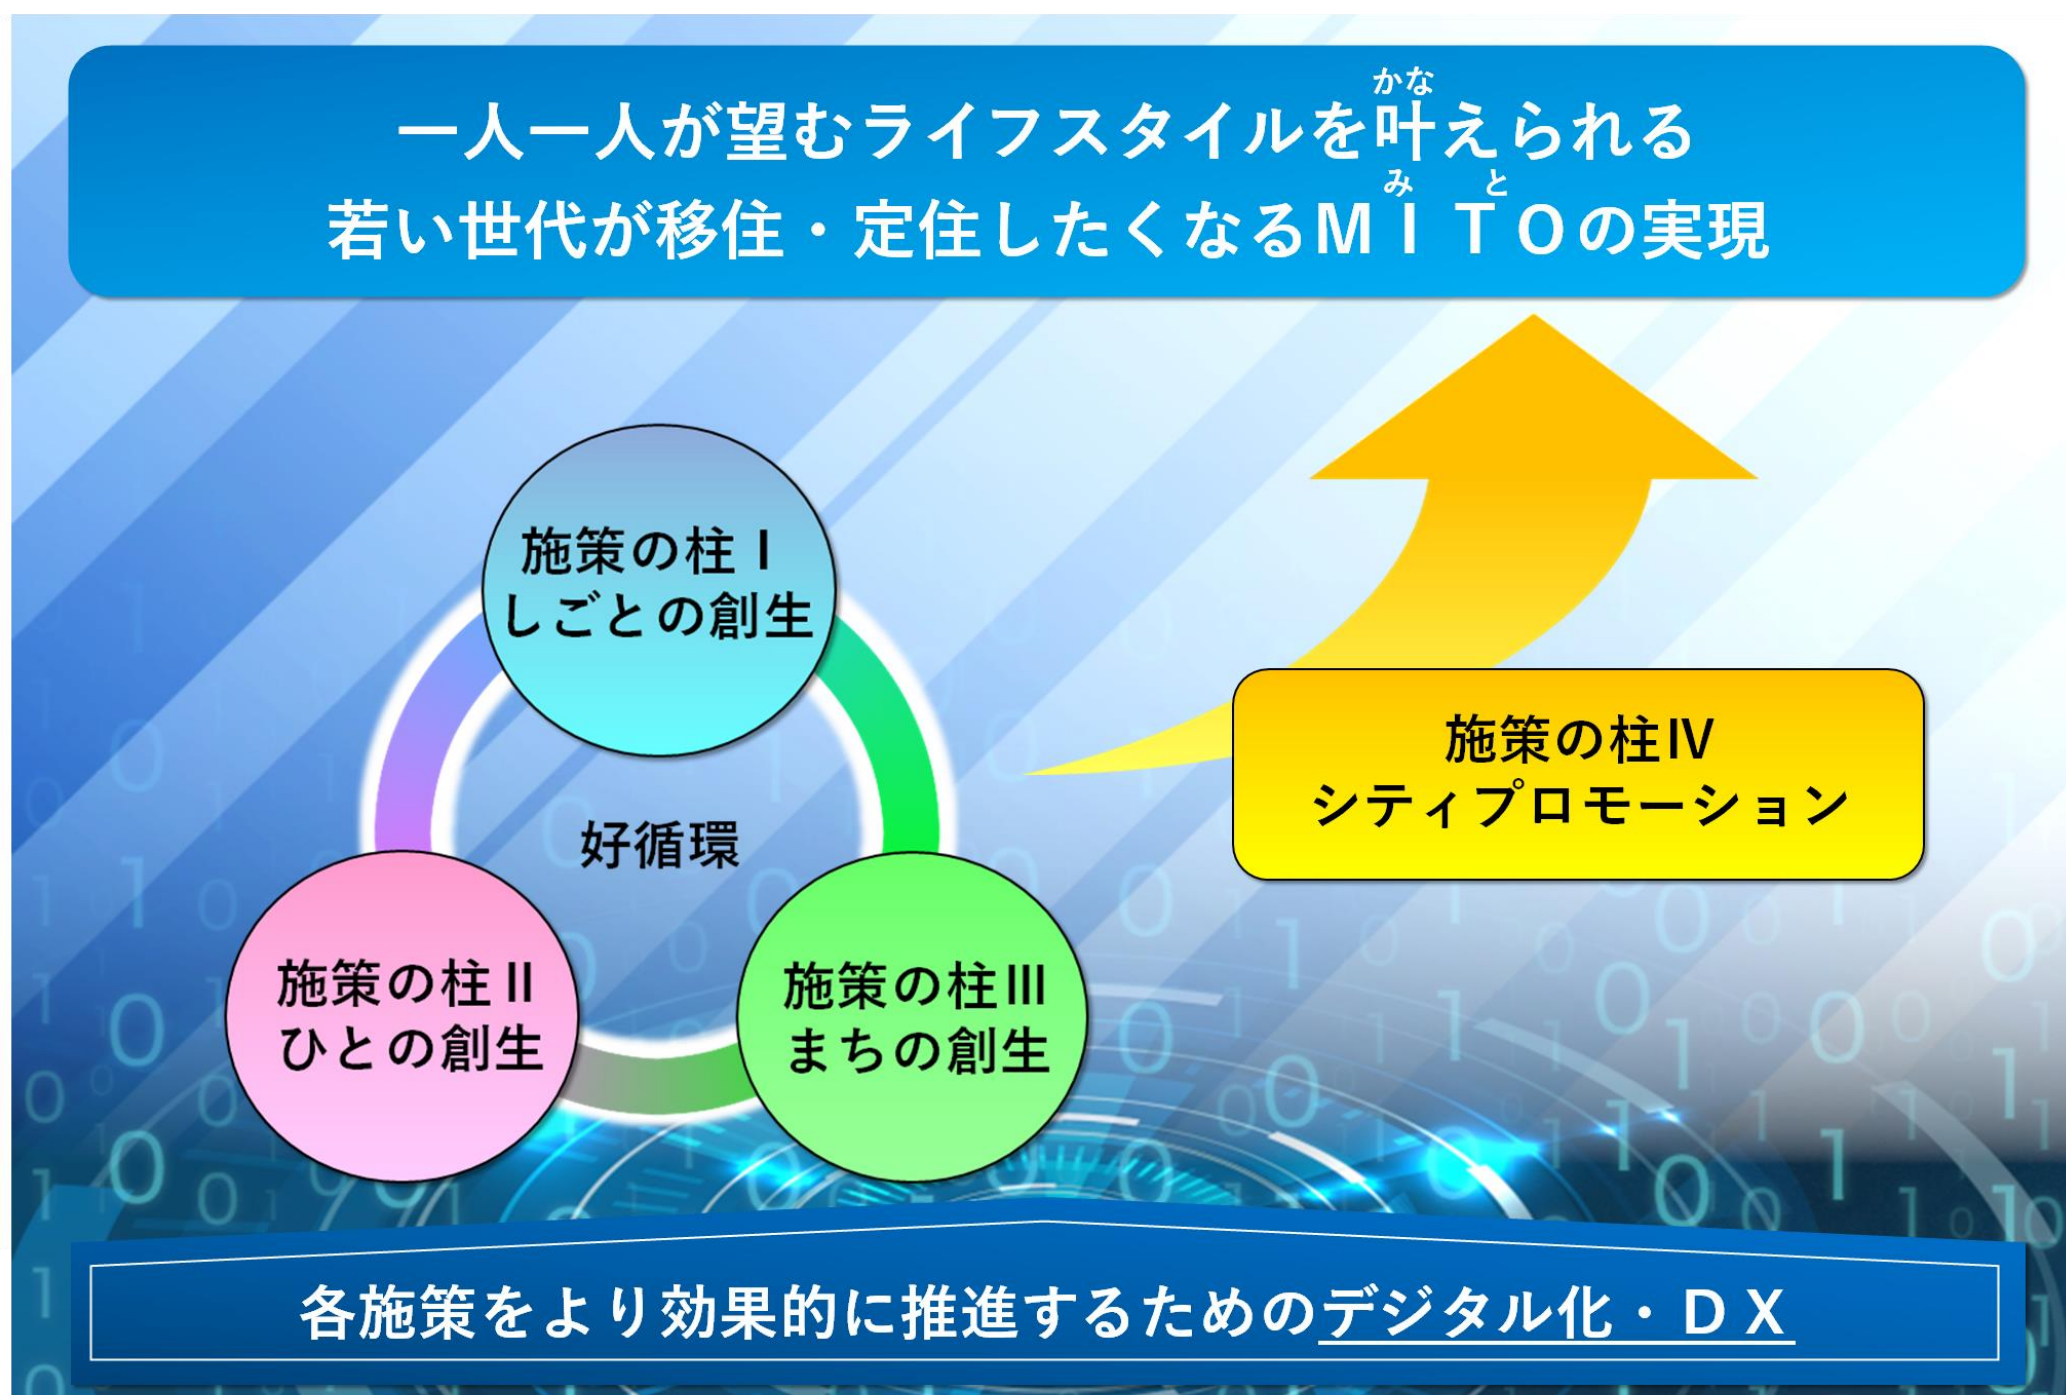 一人一人が望むライフスタイルを叶えられる
かな
若い世代が移住・定住したくなるＭＩＴＯの実現
み と
施策の柱Ⅰ
しごとの創生
好循環
施策の柱Ⅱ
ひとの創生
施策の柱Ⅲ
まちの創生
施策の柱Ⅳ
シティプロモーション
各施策をより効果的に推進するためのデジタル化・ＤＸ